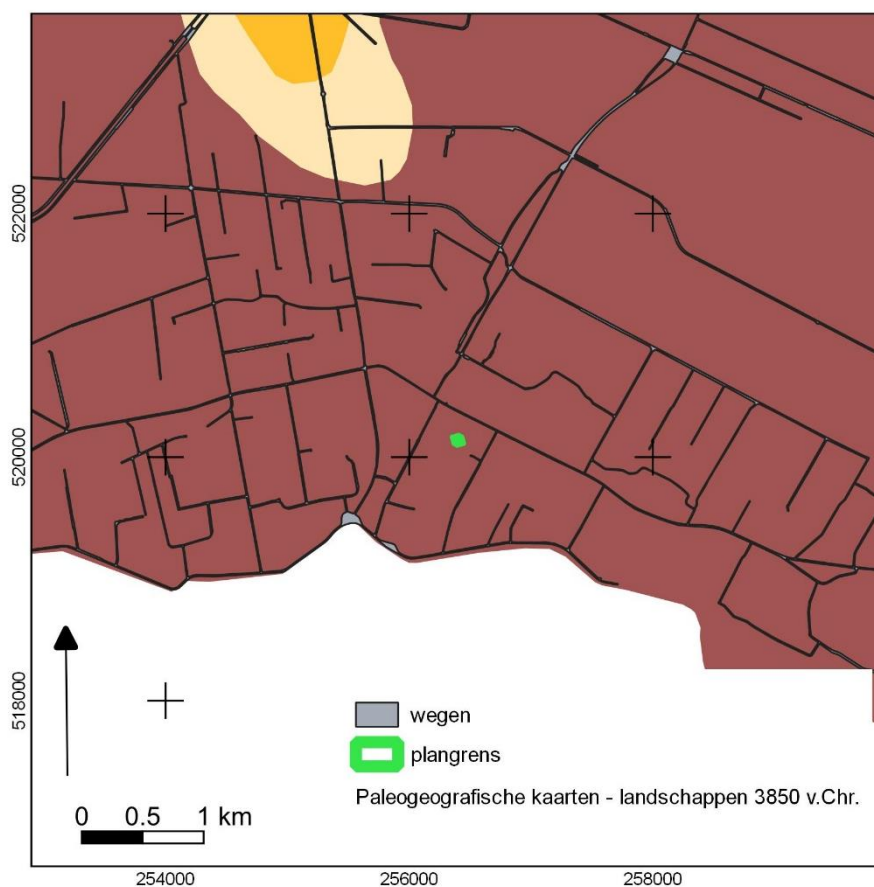 522000
520000
518000
wegen
plangrens
Paleogeografische kaarten - landschappen 3850 v.Chr.
0 0.5 1 km
254000 256000 258000